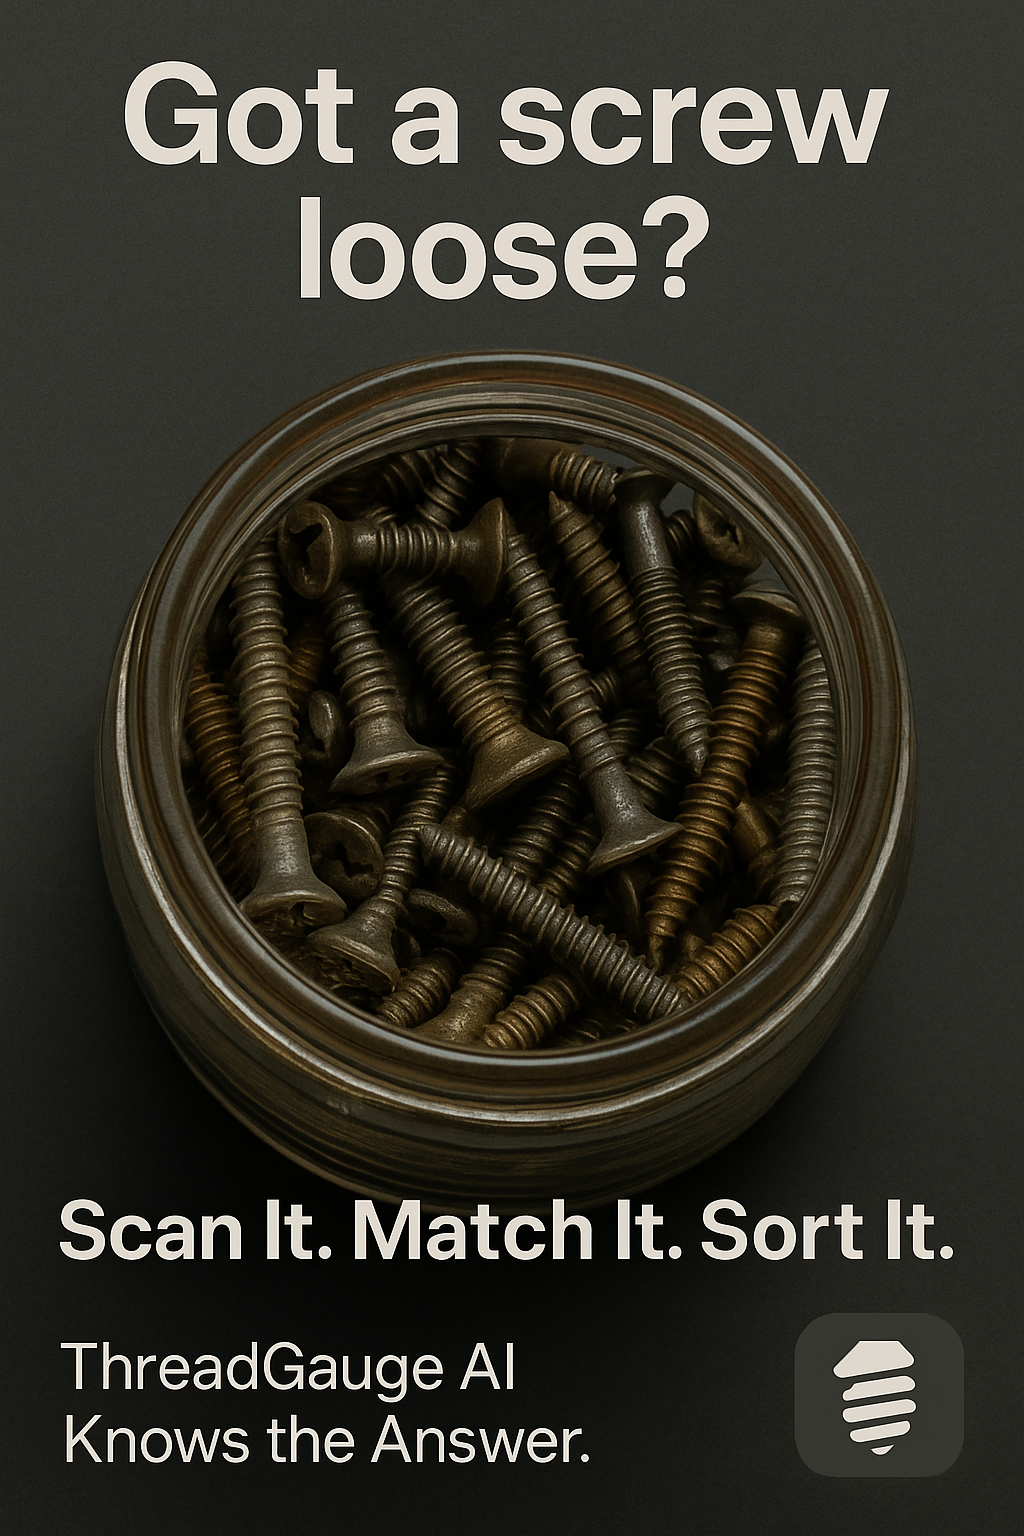 Got a screw
loose?
Scan It. Match It. Sort It.
ThreadGauge AI
Knows the Answer.